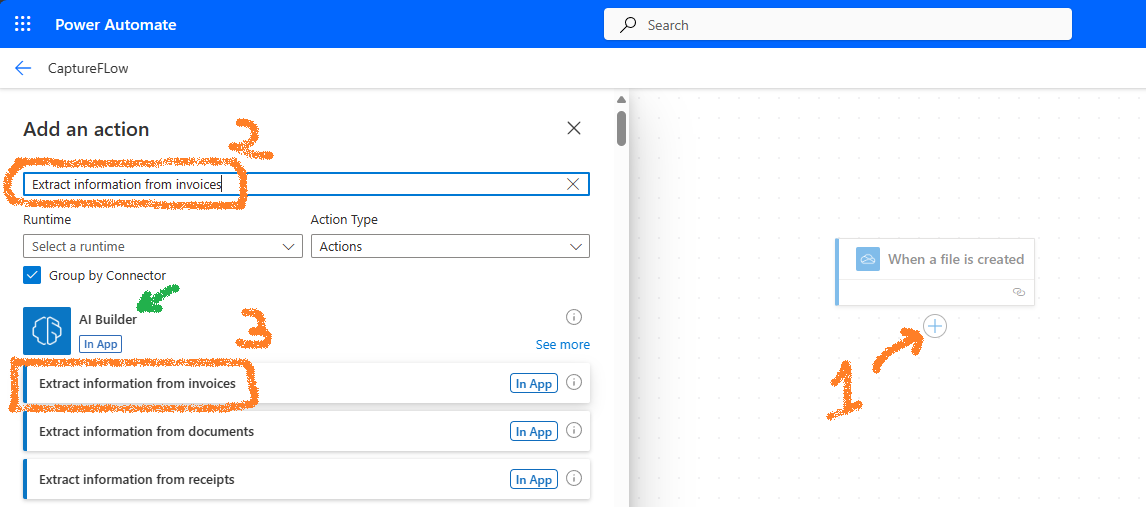 Power Automate
Search
CaptureFLow
Add an action
2
Extract information from invoices
Runtime
Action Type
Select a runtime
Actions
Group by Connector
When a file is created
AI Builder
In App
3
See more
1
Extract information from invoices
In App
Extract information from documents
In App
Extract information from receipts
In App